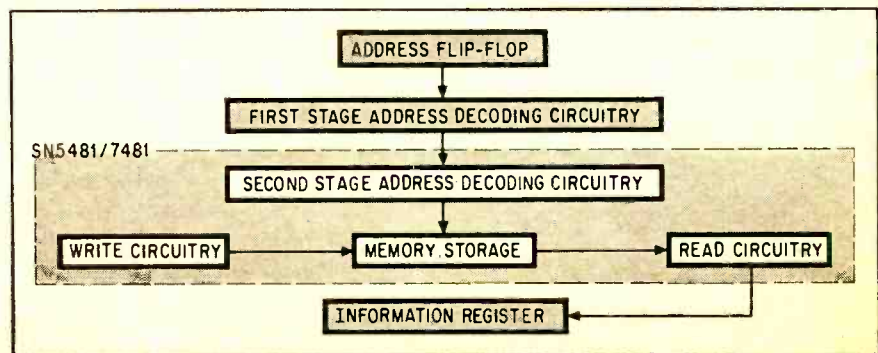 ADDRESS FLIP-FLOP
FIRST STAGE ADDRESS DECODING CIRCUITRY
SN5481/7481
SECOND STAGE ADDRESS DECODING CIRCUITRY
WRITE CIRCUITRY
MEMORY STORAGE
READ CIRCUITRY
INFORMATION REGISTER